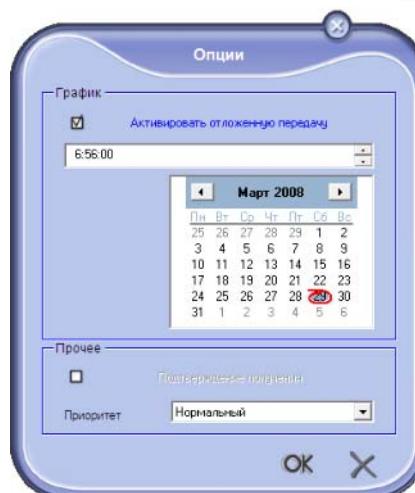 Опции
График
Активировать отложенную передачу
6:56:00
Март 2008
Пн Вт Ср Чт Пт Сб Вс
25 26 27 28 29 1 2
3 4 5 6 7 8 9
10 11 12 13 14 15 16
17 18 19 20 21 22 23
24 25 26 27 28 29 30
31 1 2 3 4 5 6
Прочее
Подтверждение получения
Приоритет Нормальный
OK